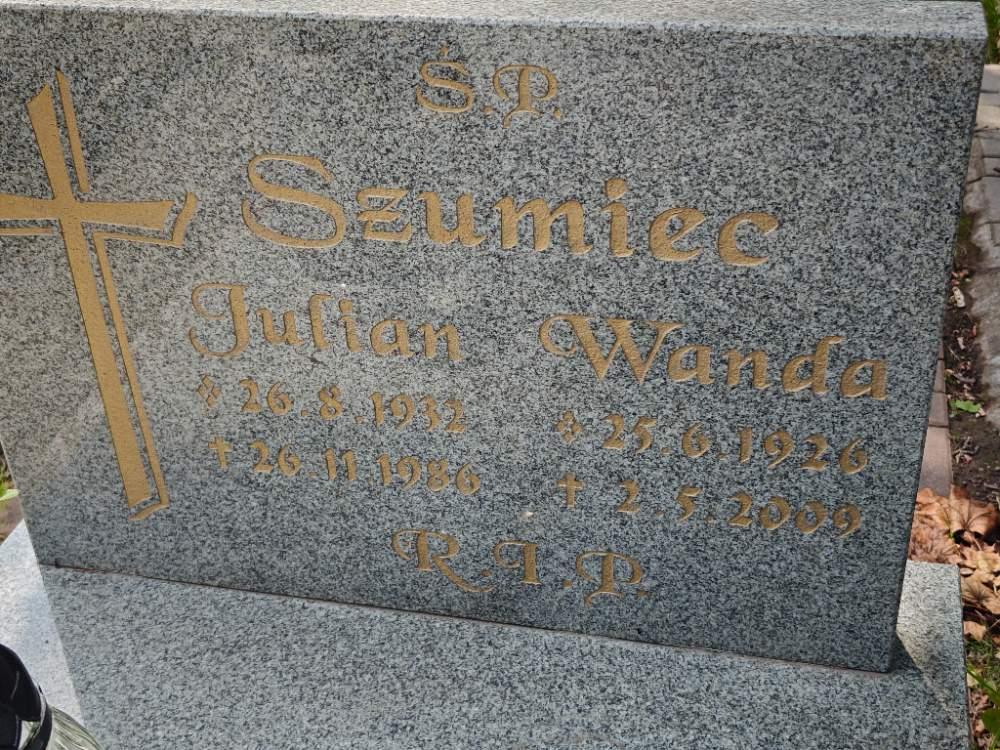 Ś.P.
Szumiec
Julian Wanda
26.8.1932 25.6.1926
26.11.1986 2.5.2009
R.I.P.